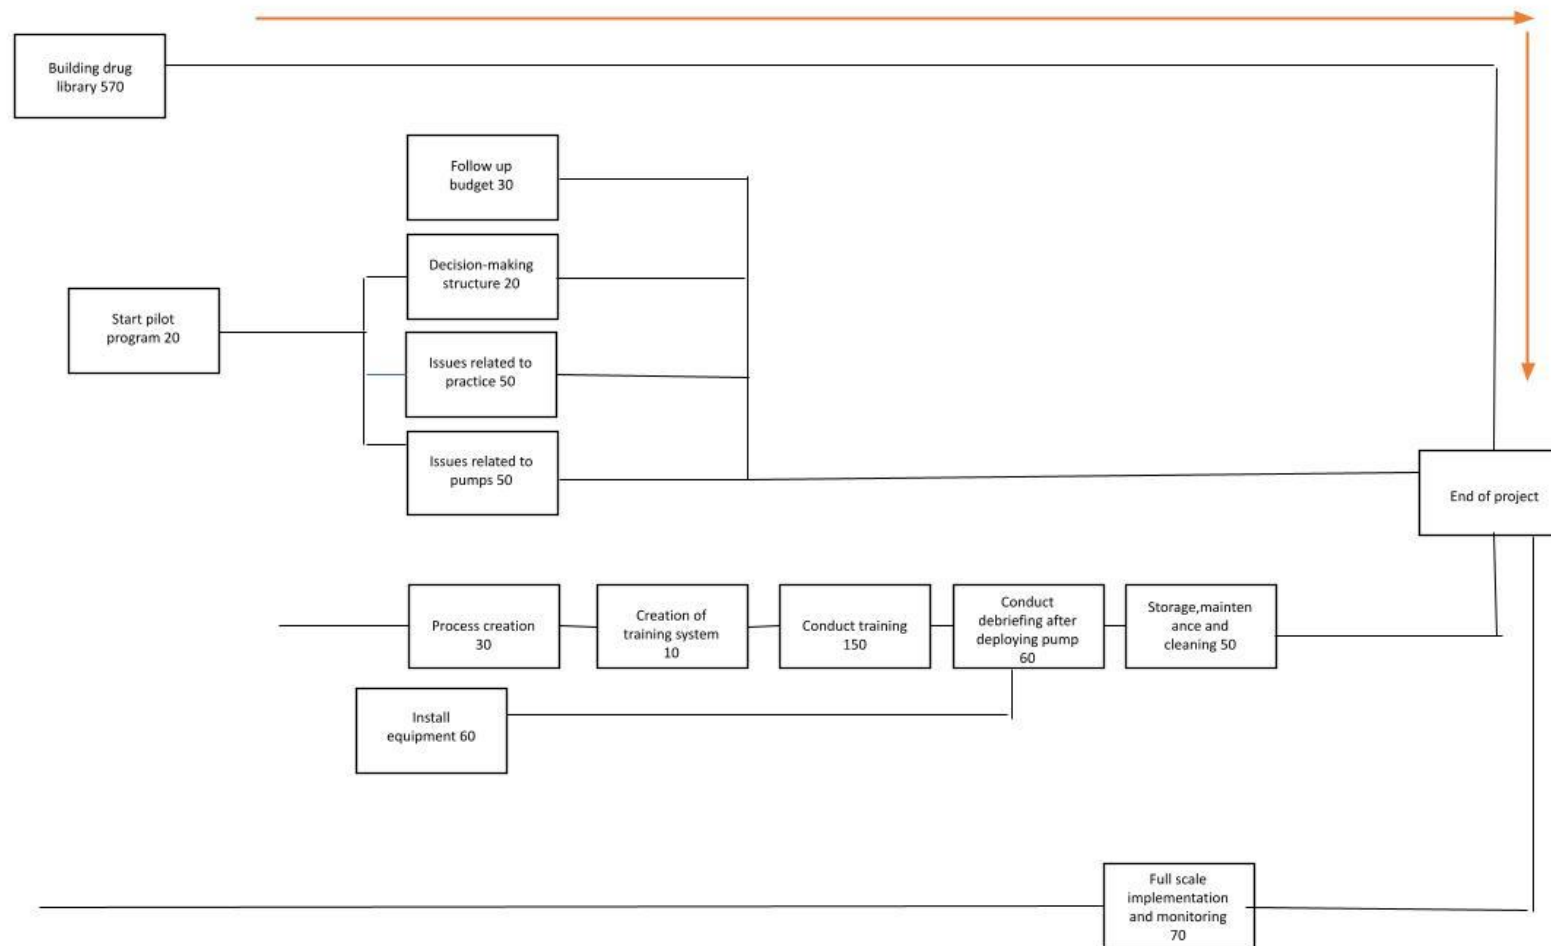 Building drug
library 570
Follow up
budget 30
Decision-making
structure 20
Start pilot
program 20
Issues related to
practice 50
Issues related to
pumps 50
End of project
Process creation
30
Creation of
training system
10
Conduct training
150
Conduct
debriefing after
deploying pump
60
Storage,mainten
ance and
cleaning 50
Install
equipment 60
Full scale
implementation
and monitoring
70